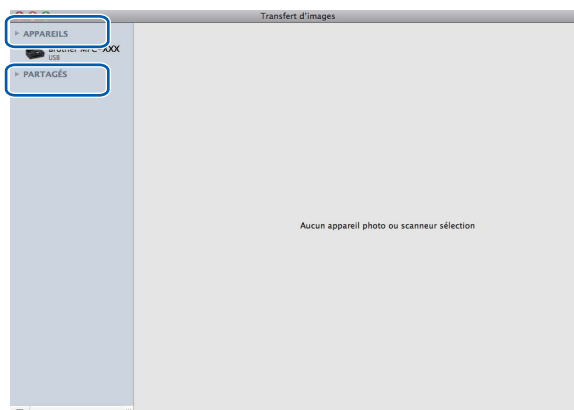 Transfert d'images
APPAREILS
Brother MFC-XXX
USB
PARTAGÉS
Aucun appareil photo ou scanneur sélection